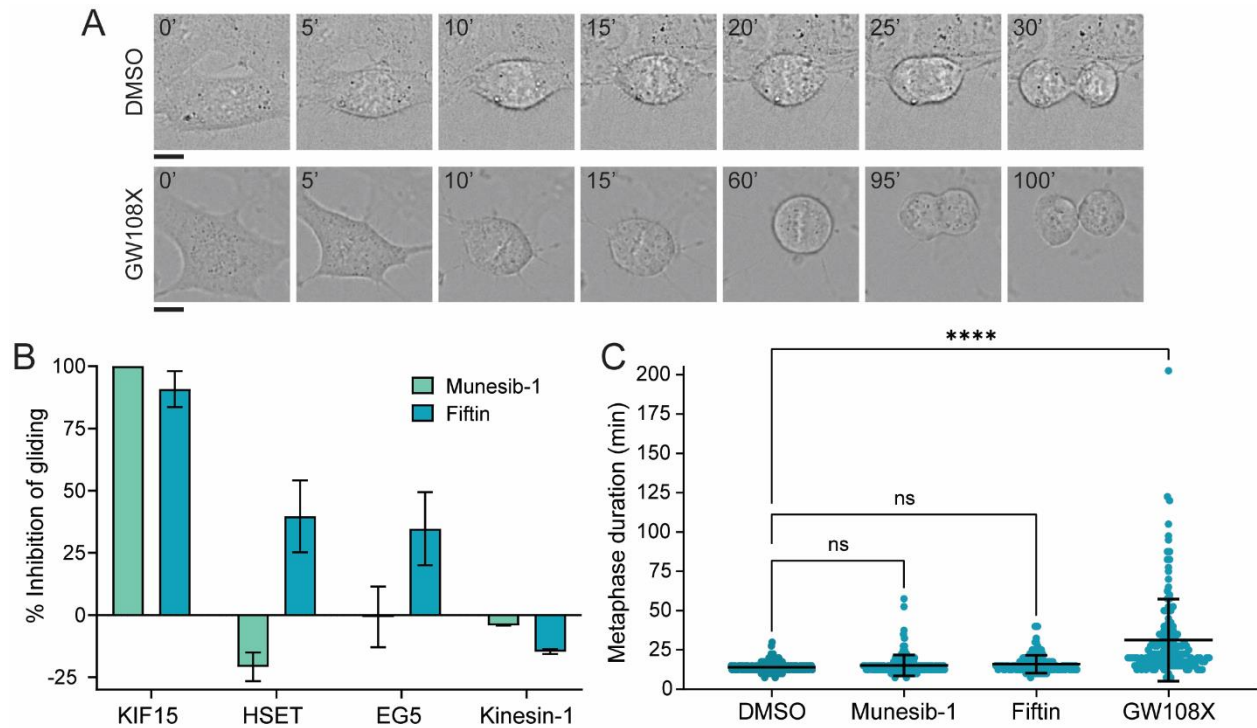 A
DMSO
0’ 5’ 10’ 15’ 20’ 25’ 30’
GW108X
0’ 5’ 10’ 15’ 60’ 95’ 100’
B
% Inhibition of gliding
100
75
50
25
0
-25
Munesib-1
Fiftin
KIF15 HSET EG5 Kinesin-1
C
Metaphase duration (min)
200
175
150
125
100
75
50
25
0
****
ns
ns
DMSO Munesib-1 Fiftin GW108X